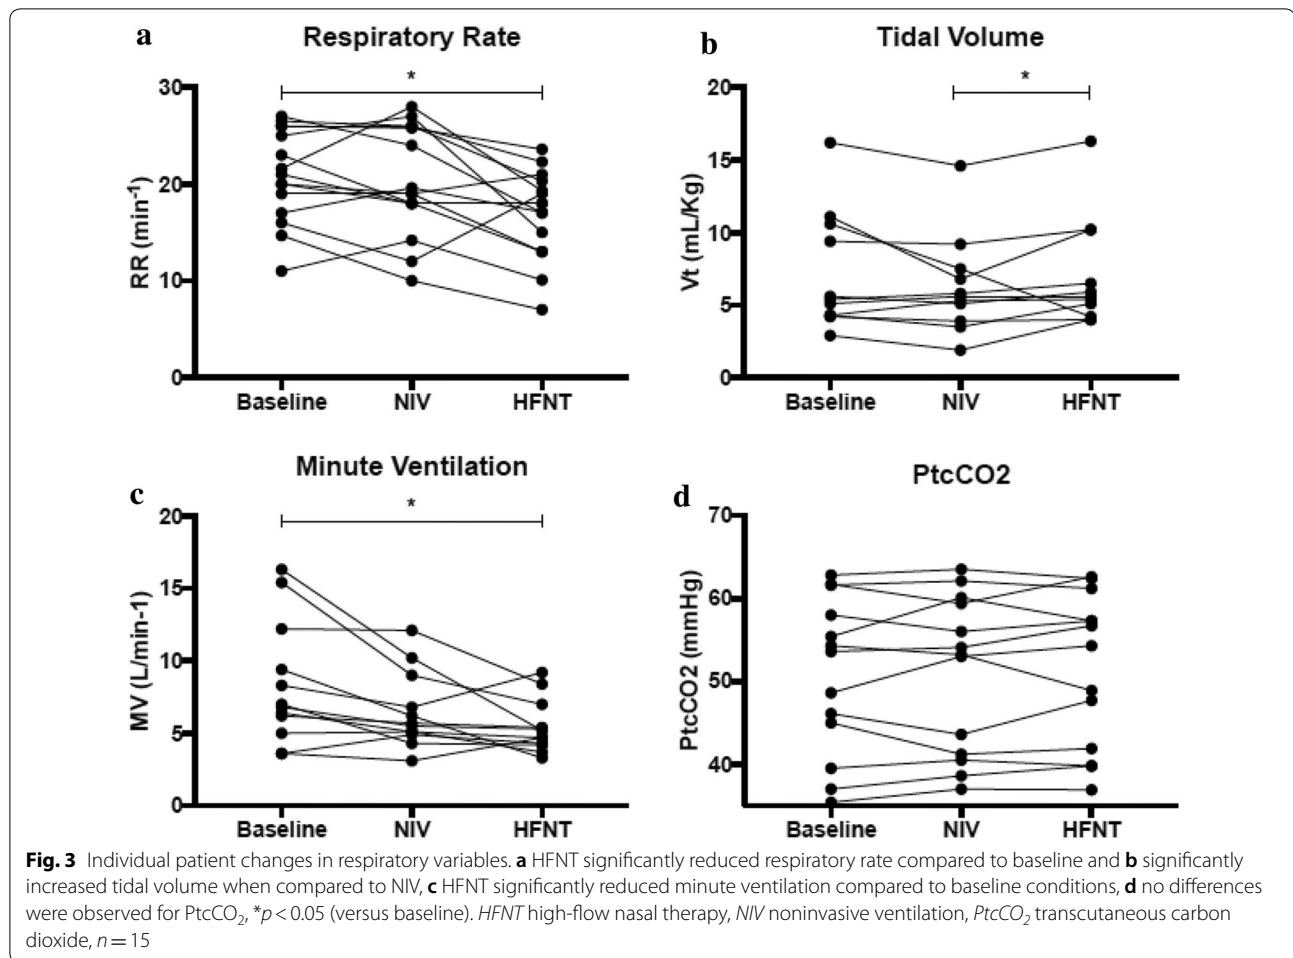 a Respiratory Rate
*
30
20
10
0
RR (min-1)
Baseline NIV HFNT
b Tidal Volume
*
20
15
10
5
0
Vt (mL/Kg)
Baseline NIV HFNT
c Minute Ventilation
*
20
15
10
5
0
MV (L/min-1)
Baseline NIV HFNT
d PtcCO2
70
60
50
40
PtcCO2 (mmHg)
Baseline NIV HFNT
Fig. 3 Individual patient changes in respiratory variables. a HFNT significantly reduced respiratory rate compared to baseline and b significantly
increased tidal volume when compared to NIV, c HFNT significantly reduced minute ventilation compared to baseline conditions, d no differences
were observed for PtcCO2, *p < 0.05 (versus baseline). HFNT high-flow nasal therapy, NIV noninvasive ventilation, PtcCO2 transcutaneous carbon
dioxide, n = 15